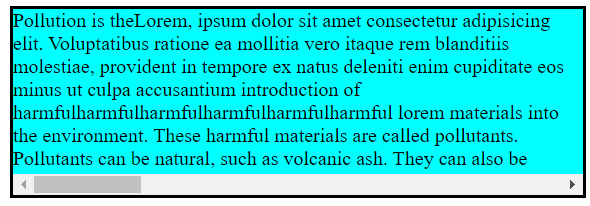 Pollution is theLorem, ipsum dolor sit amet consectetur adipisicing
elit. Voluptatibus ratione ea mollitia vero itaque rem blanditiis
molestiae, provident in tempore ex natus deleniti enim cupiditate eos
minus ut culpa accusantium introduction of
harmfulharmfulharmfulharmfulharmfulharmful lorem materials into
the environment. These harmful materials are called pollutants.
Pollutants can be natural, such as volcanic ash. They can also be